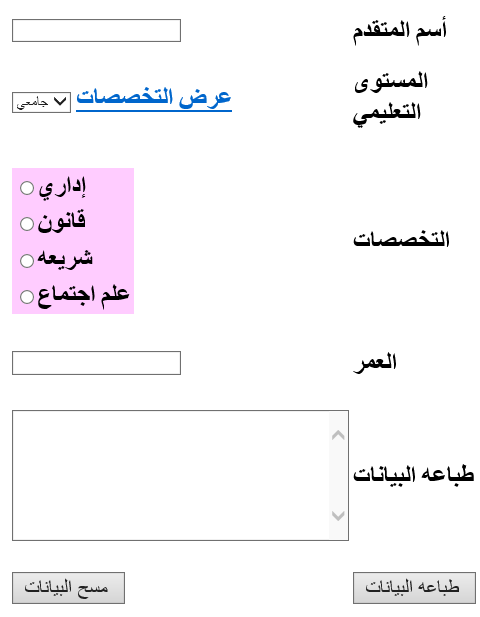 أسم المتقدم
المستوى
التعليمي
عرض التخصصات
جامعي
التخصصات
إداري
قانون
شريعه
علم اجتماع
العمر
طباعه البيانات
طباعه البيانات
مسح البيانات